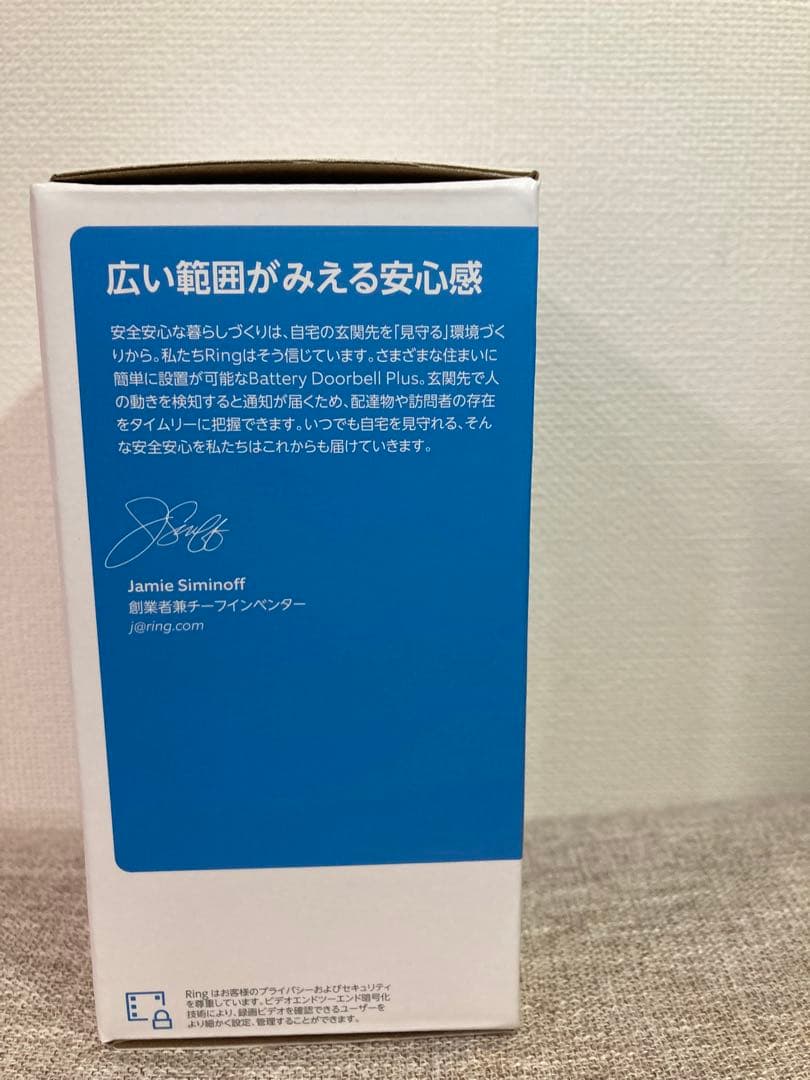 広い範囲がみえる安心感
安全安心な暮らしづくりは、自宅の玄関先を「見守る」環境づく
りから。私たちRingはそう信じています。さまざまな住まいに
簡単に設置が可能なBattery Doorbell Plus。玄関先で人
の動きを検知すると通知が届くため、配達物や訪問者の存在
をタイムリーに把握できます。いつでも自宅を見守れる、そん
な安全安心を私たちはこれからも届けていきます。
Jamie Siminoff
創業者兼チーフインベンター
j@ring.com
Ring はお客様のプライバシーおよびセキュリティ
を尊重しています。ビデオエンドツーエンド暗号化
技術により、録画ビデオを確認できるユーザーを
より細かく設定、管理することができます。